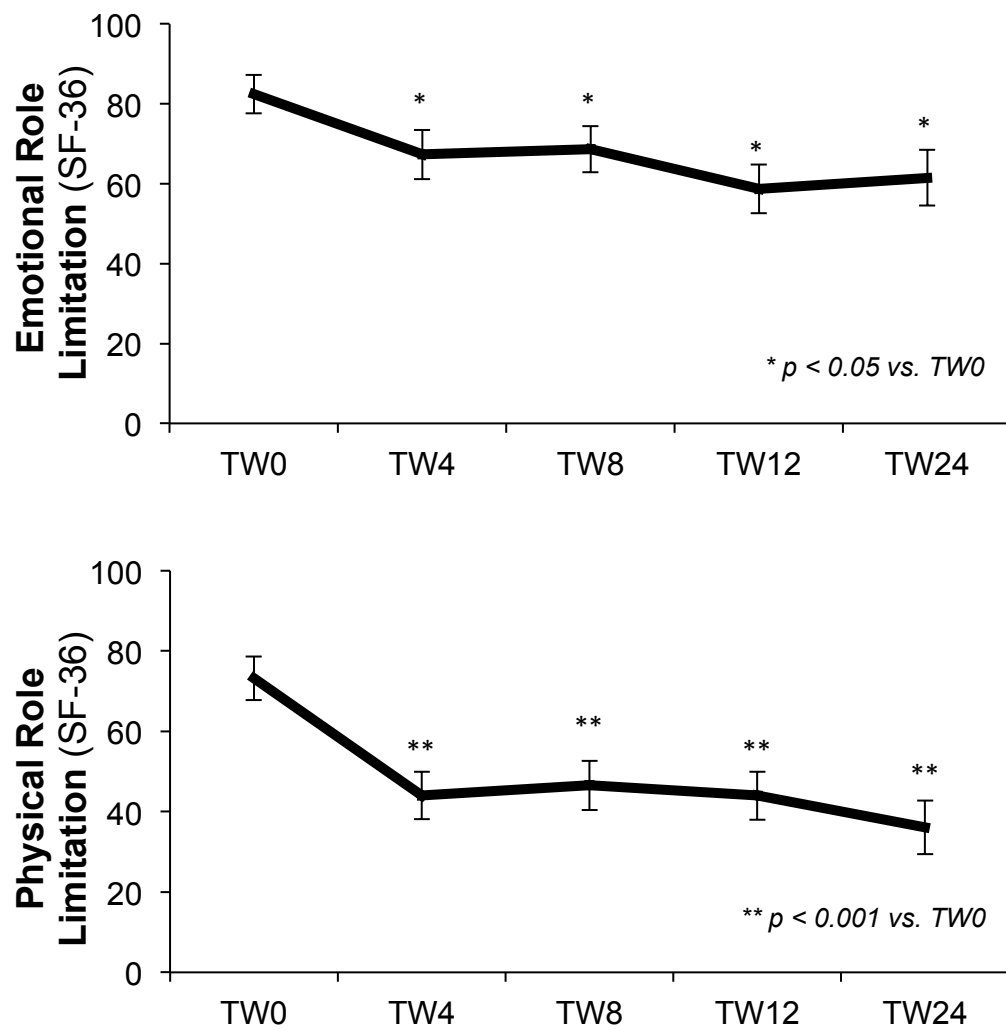 Emotional Role
Limitation (SF-36)
100
80
60
40
20
0
*
*
*
*
* p < 0.05 vs. TW0
TW0 TW4 TW8 TW12 TW24
Physical Role
Limitation (SF-36)
100
80
60
40
20
0
**
**
**
**
** p < 0.001 vs. TW0
TW0 TW4 TW8 TW12 TW24